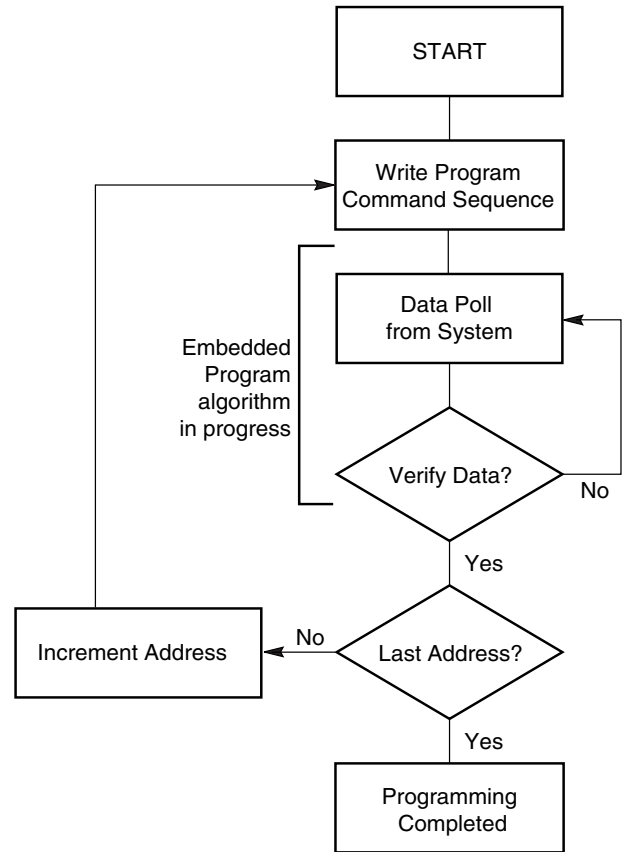 START
Write Program
Command Sequence
Data Poll
from System
Embedded
Program
algorithm
in progress
Verify Data?
No
Yes
Increment Address
No
Last Address?
Yes
Programming
Completed